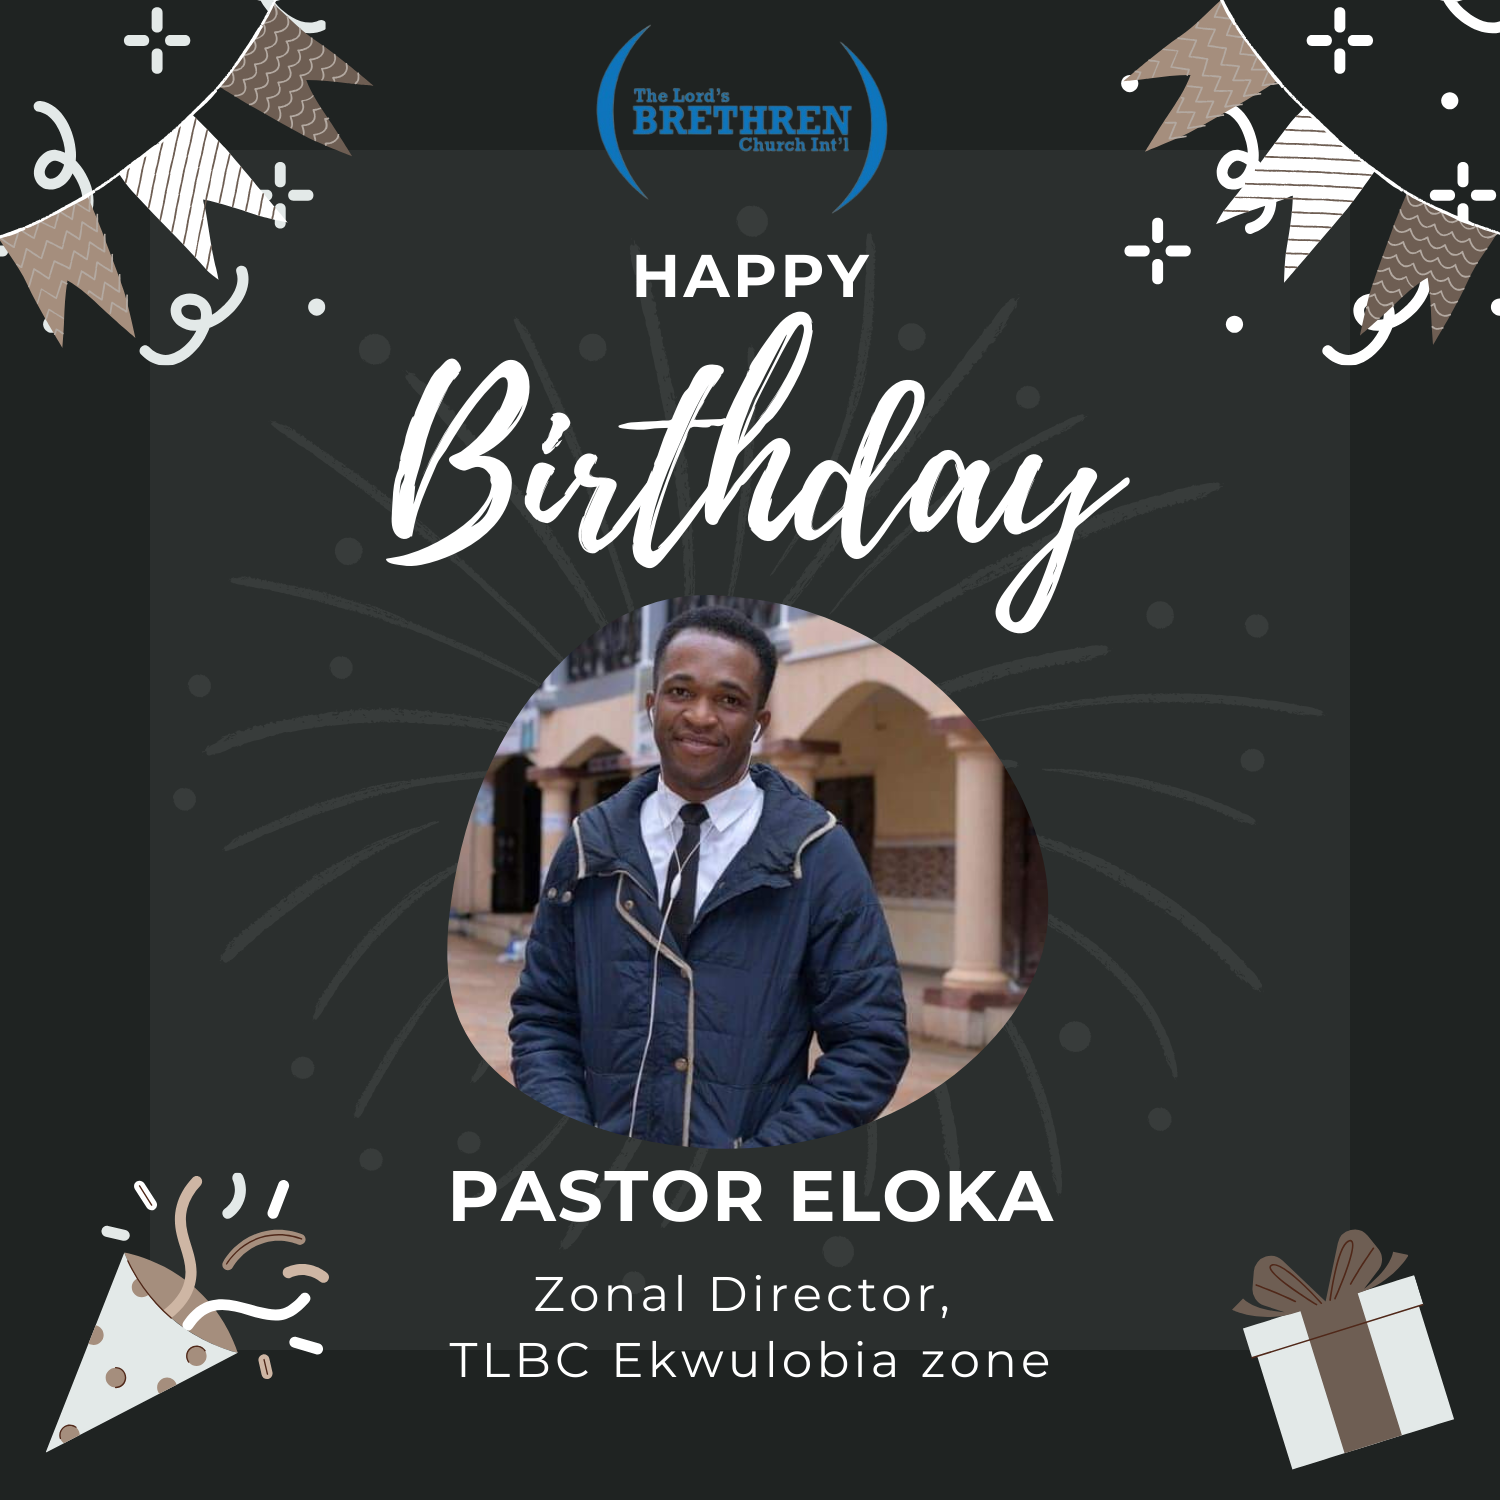 The Lord's
BRETHREN
Church Int'l
HAPPY
Birthday
PASTOR ELOKA
Zonal Director,
TLBC Ekwulobia zone